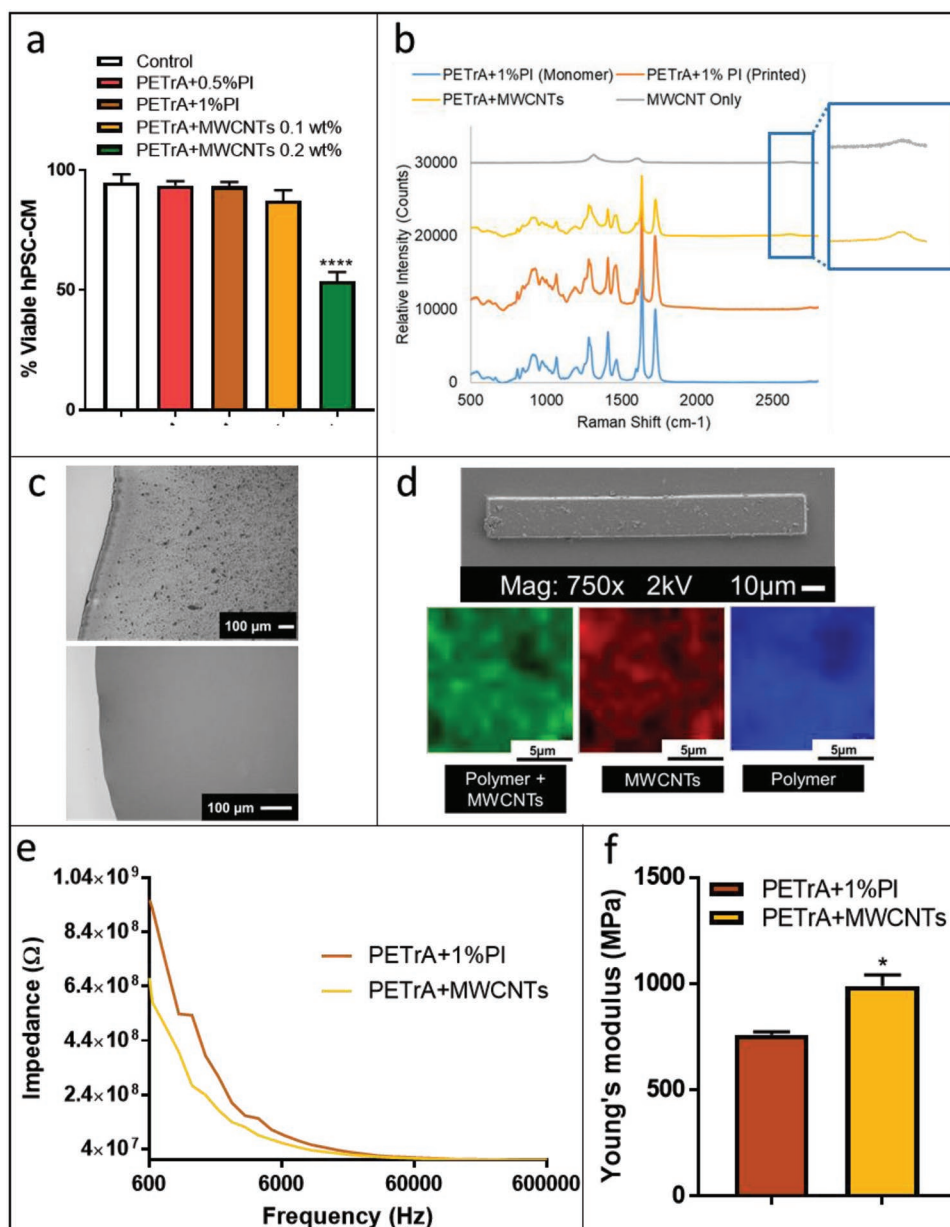 a
Control
PETrA+0.5%PI
PETrA+1%PI
PETrA+MWCNTs 0.1 wt%
PETrA+MWCNTs 0.2 wt%
% Viable hPSC-CM
100
50
0
****
b
PETrA+1%PI (Monomer)
PETrA+1% PI (Printed)
PETrA+MWCNTs
MWCNT Only
Relative Intensity (Counts)
30000
20000
10000
0
500
1000
1500
2000
2500
Raman Shift (cm-1)
c
100 µm
100 µm
d
Mag: 750x 2kV 10µm
5µm
5µm
5µm
Polymer +
MWCNTs
MWCNTs
Polymer
e
Impedance (Ω)
1.04×10⁹
8.4×10⁸
6.4×10⁸
4.4×10⁸
2.4×10⁸
4×10⁷
PETrA+1%PI
PETrA+MWCNTs
600
6000
60000
600000
Frequency (Hz)
f
Young's modulus (MPa)
1500
1000
500
0
PETrA+1%PI
PETrA+MWCNTs
*